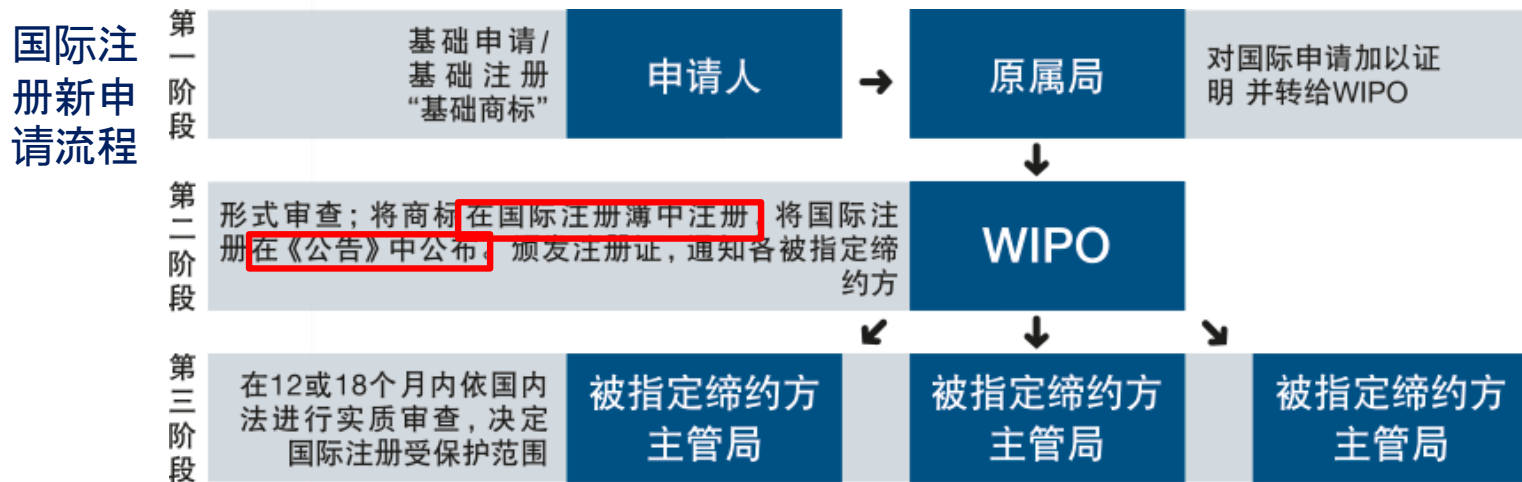 国际注
册新申
请流程
第一阶段
基础申请/
基础注册
“基础商标”
申请人
原属局
对国际申请加以证
明 并转给WIPO
第二阶段
形式审查；将商标在国际注册簿中注册，将国际注
册在《公告》中公布。颁发注册证，通知各被指定缔
约方
WIPO
第三阶段
在12或18个月内依国内
法进行实质审查，决定
国际注册受保护范围
被指定缔约方
主管局
被指定缔约方
主管局
被指定缔约方
主管局